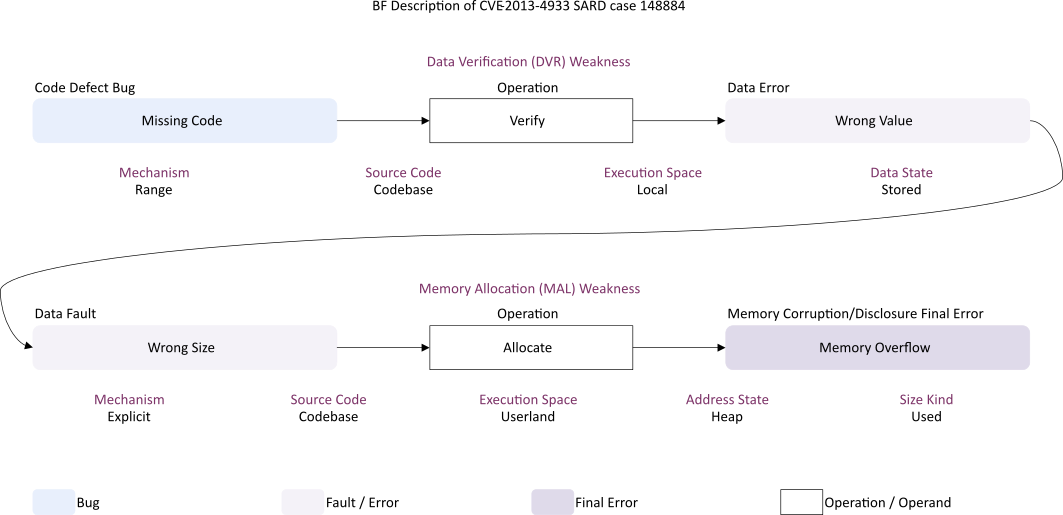 BF Description of CVE-2013-4933 SARD case 148884
Data Verification (DVR) Weakness
Code Defect Bug
Operation
Data Error
Missing Code
Verify
Wrong Value
Mechanism
Source Code
Execution Space
Data State
Range
Codebase
Local
Stored
Memory Allocation (MAL) Weakness
Data Fault
Operation
Memory Corruption/Disclosure Final Error
Wrong Size
Allocate
Memory Overflow
Mechanism
Source Code
Execution Space
Address State
Size Kind
Explicit
Codebase
Userland
Heap
Used
Bug
Fault / Error
Final Error
Operation / Operand